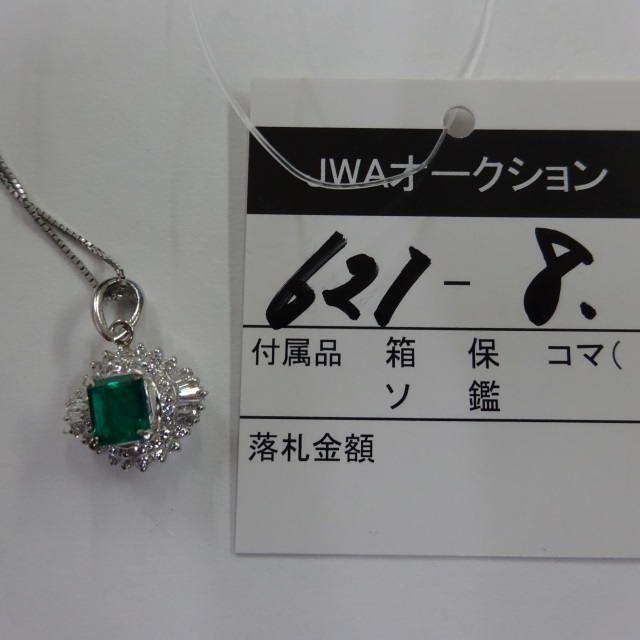 JWAオークション
621-8.
付属品 箱 保 コマ(
ソ 鑑
落札金額